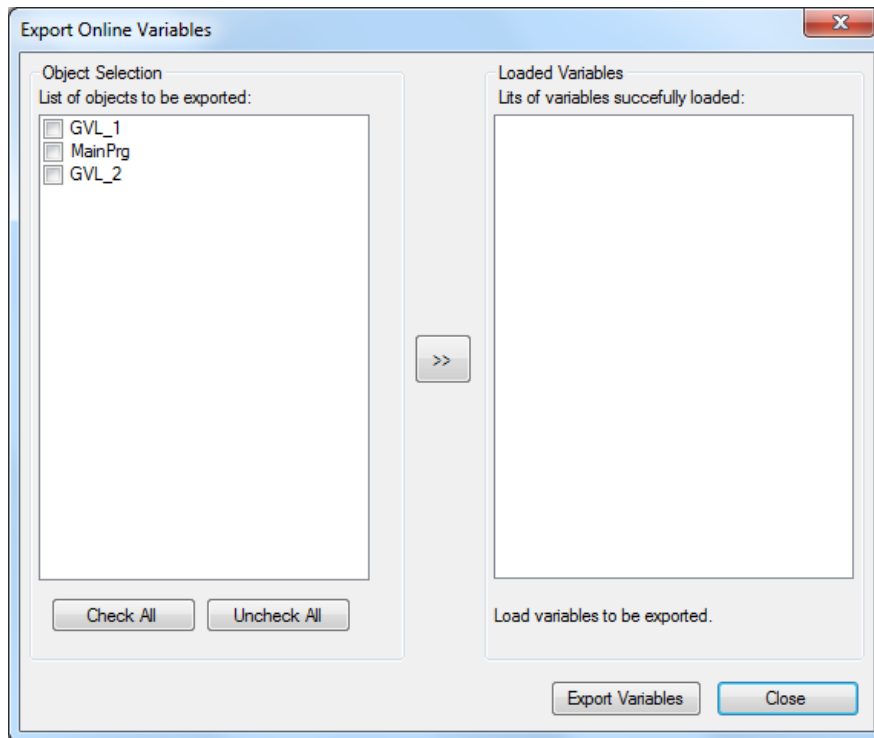 Export Online Variables
X
Object Selection
List of objects to be exported:
GVL_1
MainPrg
GVL_2
Check All
Uncheck All
>>
Loaded Variables
Lits of variables succefully loaded:
Load variables to be exported.
Export Variables
Close